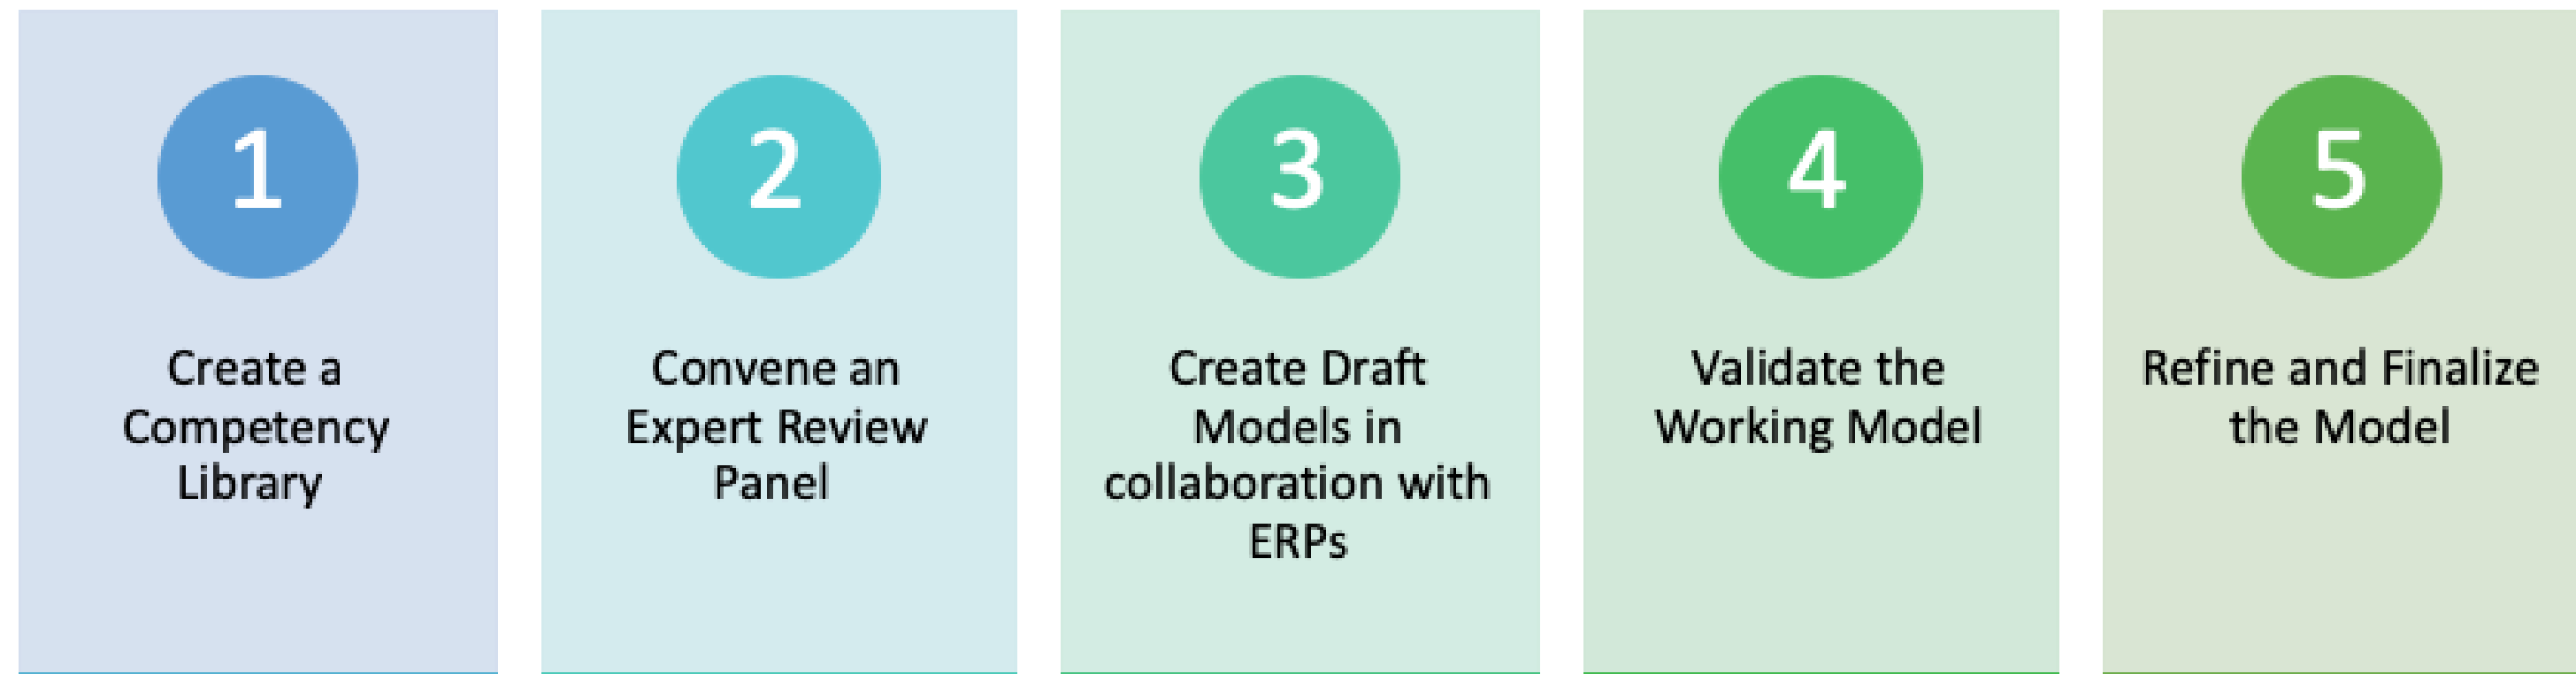 1
Create a
Competency
Library
2
Convene an
Expert Review
Panel
3
Create Draft
Models in
collaboration with
ERPs
4
Validate the
Working Model
5
Refine and Finalize
the Model